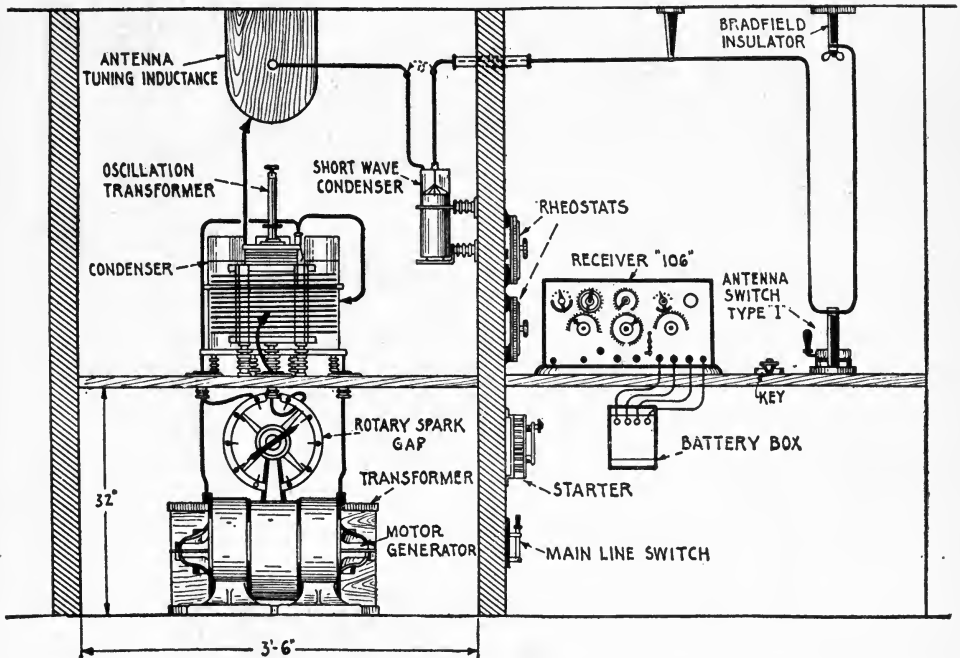 ANTENNA
TUNING INDUCTANCE
BRADFIELD
INSULATOR
OSCILLATION
TRANSFORMER
SHORT WAVE
CONDENSER
RHEOSTATS
CONDENSER
RECEIVER "106"
ANTENNA
SWITCH
TYPE "I"
KEY
ROTARY SPARK
GAP
BATTERY BOX
TRANSFORMER
STARTER
32"
MOTOR
GENERATOR
MAIN LINE SWITCH
3'-6"